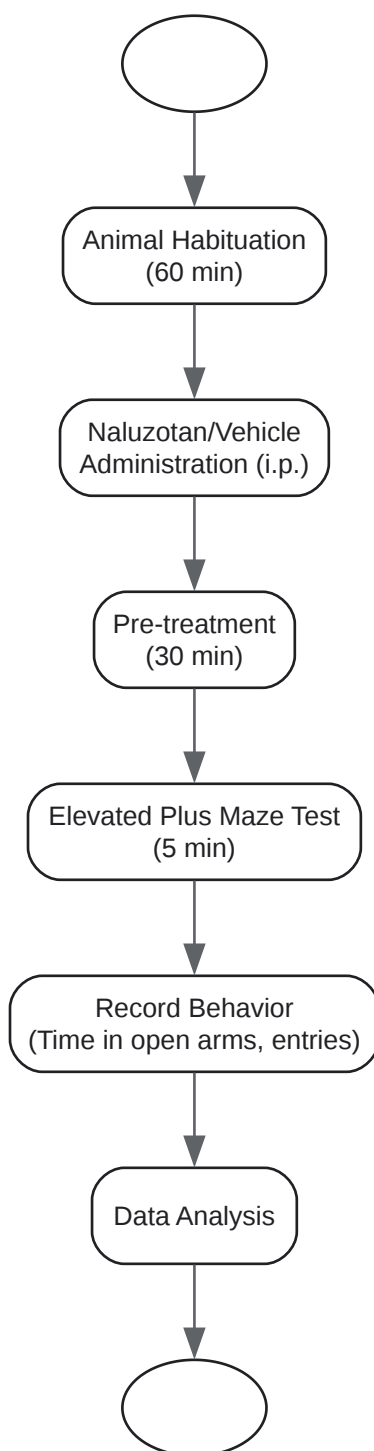 Animal Habituation
(60 min)
Naluzotan/Vehicle
Administration (i.p.)
Pre-treatment
(30 min)
Elevated Plus Maze Test
(5 min)
Record Behavior
(Time in open arms, entries)
Data Analysis